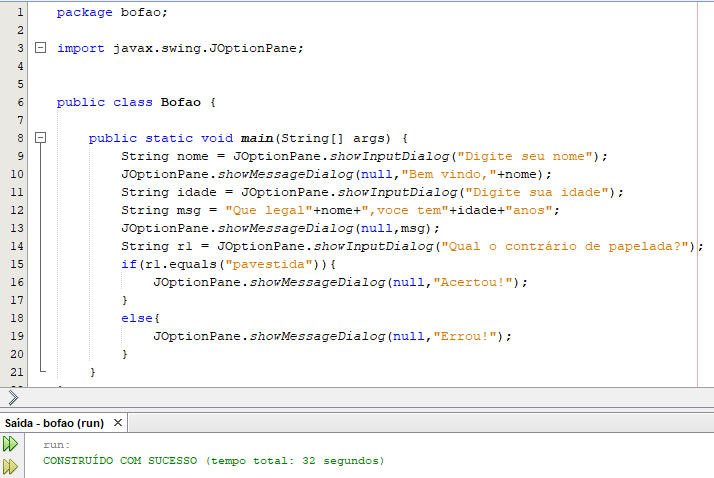 1 package bofao;
2
3 import javax.swing.JOptionPane;
4
5
6 public class Bofao {
7
8 public static void main(String[] args) {
9 String nome = JOptionPane.showInputDialog("Digite seu nome");
10 JOptionPane.showMessageDialog(null,"Bem vindo,"+nome);
11 String idade = JOptionPane.showInputDialog("Digite sua idade");
12 String msg = "Que legal"+nome+",voce tem"+idade+"anos";
13 JOptionPane.showMessageDialog(null,msg);
14 String r1 = JOptionPane.showInputDialog("Qual o contrário de papelada?");
15 if(r1.equals("pavestida")){
16 JOptionPane.showMessageDialog(null,"Acertou!");
17 }
18 else{
19 JOptionPane.showMessageDialog(null,"Errou!");
20 }
21 }
Saída - bofao (run) ×
run:
CONSTRUÍDO COM SUCESSO (tempo total: 32 segundos)